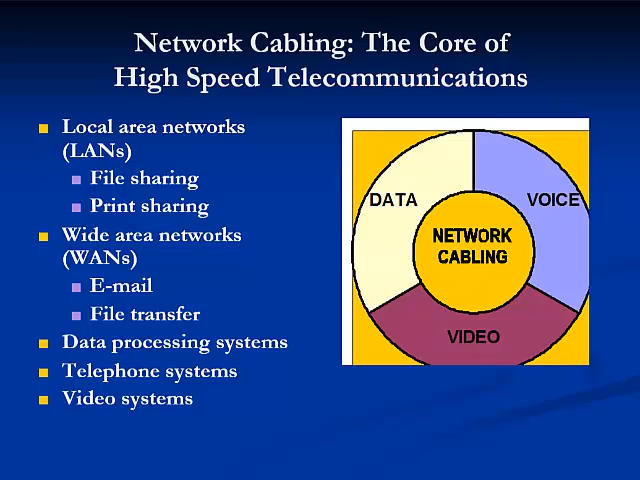 Network Cabling: The Core of
High Speed Telecommunications
Local area networks
(LANs)
File sharing
Print sharing
Wide area networks
(WANs)
E-mail
File transfer
Data processing systems
Telephone systems
Video systems
DATA
VOICE
NETWORK
CABLING
VIDEO